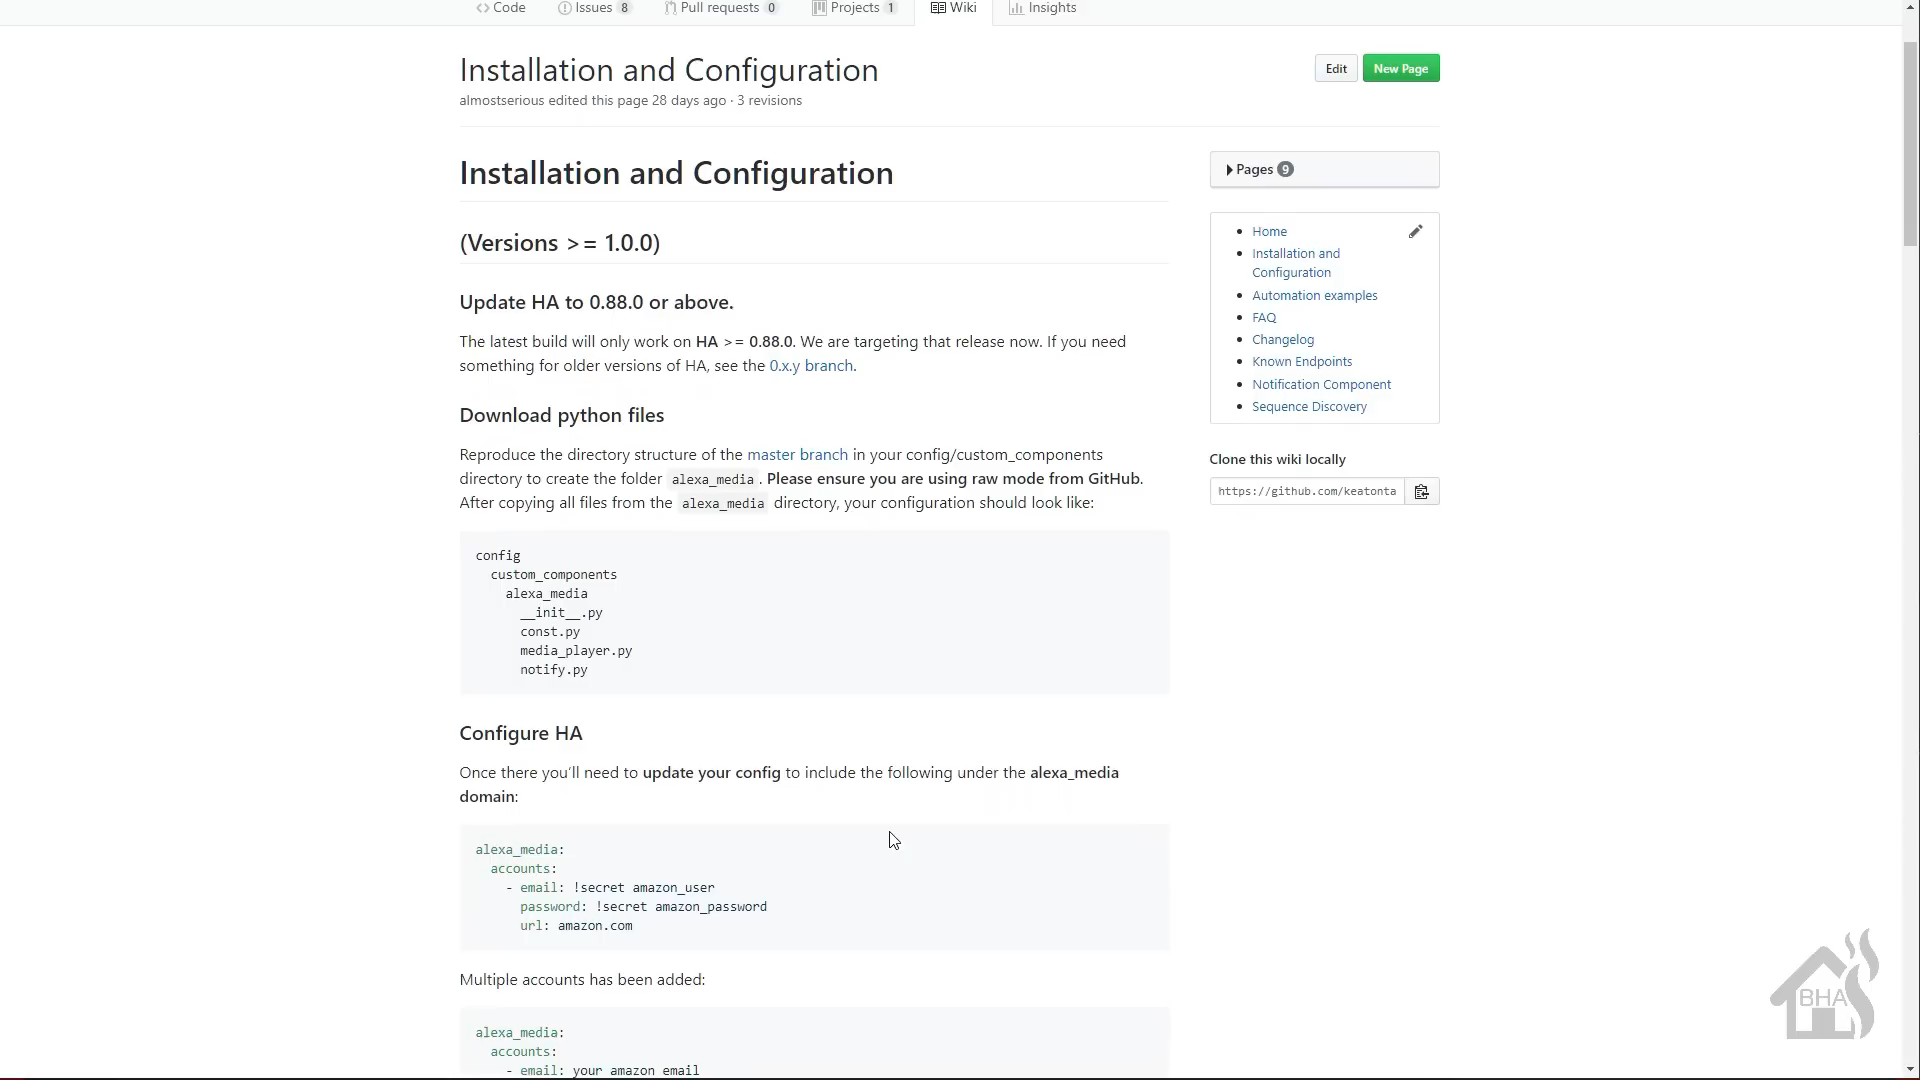 Code Issues 8 Pull requests 0 Projects 1 Wiki Insights
Installation and Configuration
Edit New Page
almostserious edited this page 28 days ago · 3 revisions
Installation and Configuration
(Versions >= 1.0.0)
Update HA to 0.88.0 or above.
The latest build will only work on HA >= 0.88.0. We are targeting that release now. If you need
something for older versions of HA, see the 0.x.y branch.
Download python files
Reproduce the directory structure of the master branch in your config/custom_components
directory to create the folder alexa_media . Please ensure you are using raw mode from GitHub.
After copying all files from the alexa_media directory, your configuration should look like:
config
custom_components
alexa_media
__init__.py
const.py
media_player.py
notify.py
Configure HA
Once there you'll need to update your config to include the following under the alexa_media
domain:
alexa_media:
accounts:
- email: !secret amazon_user
password: !secret amazon_password
url: amazon.com
Multiple accounts has been added:
alexa_media:
accounts:
- email: your amazon email
Pages 9
Home
Installation and
Configuration
Automation examples
FAQ
Changelog
Known Endpoints
Notification Component
Sequence Discovery
Clone this wiki locally
https://github.com/keatonta
BHA